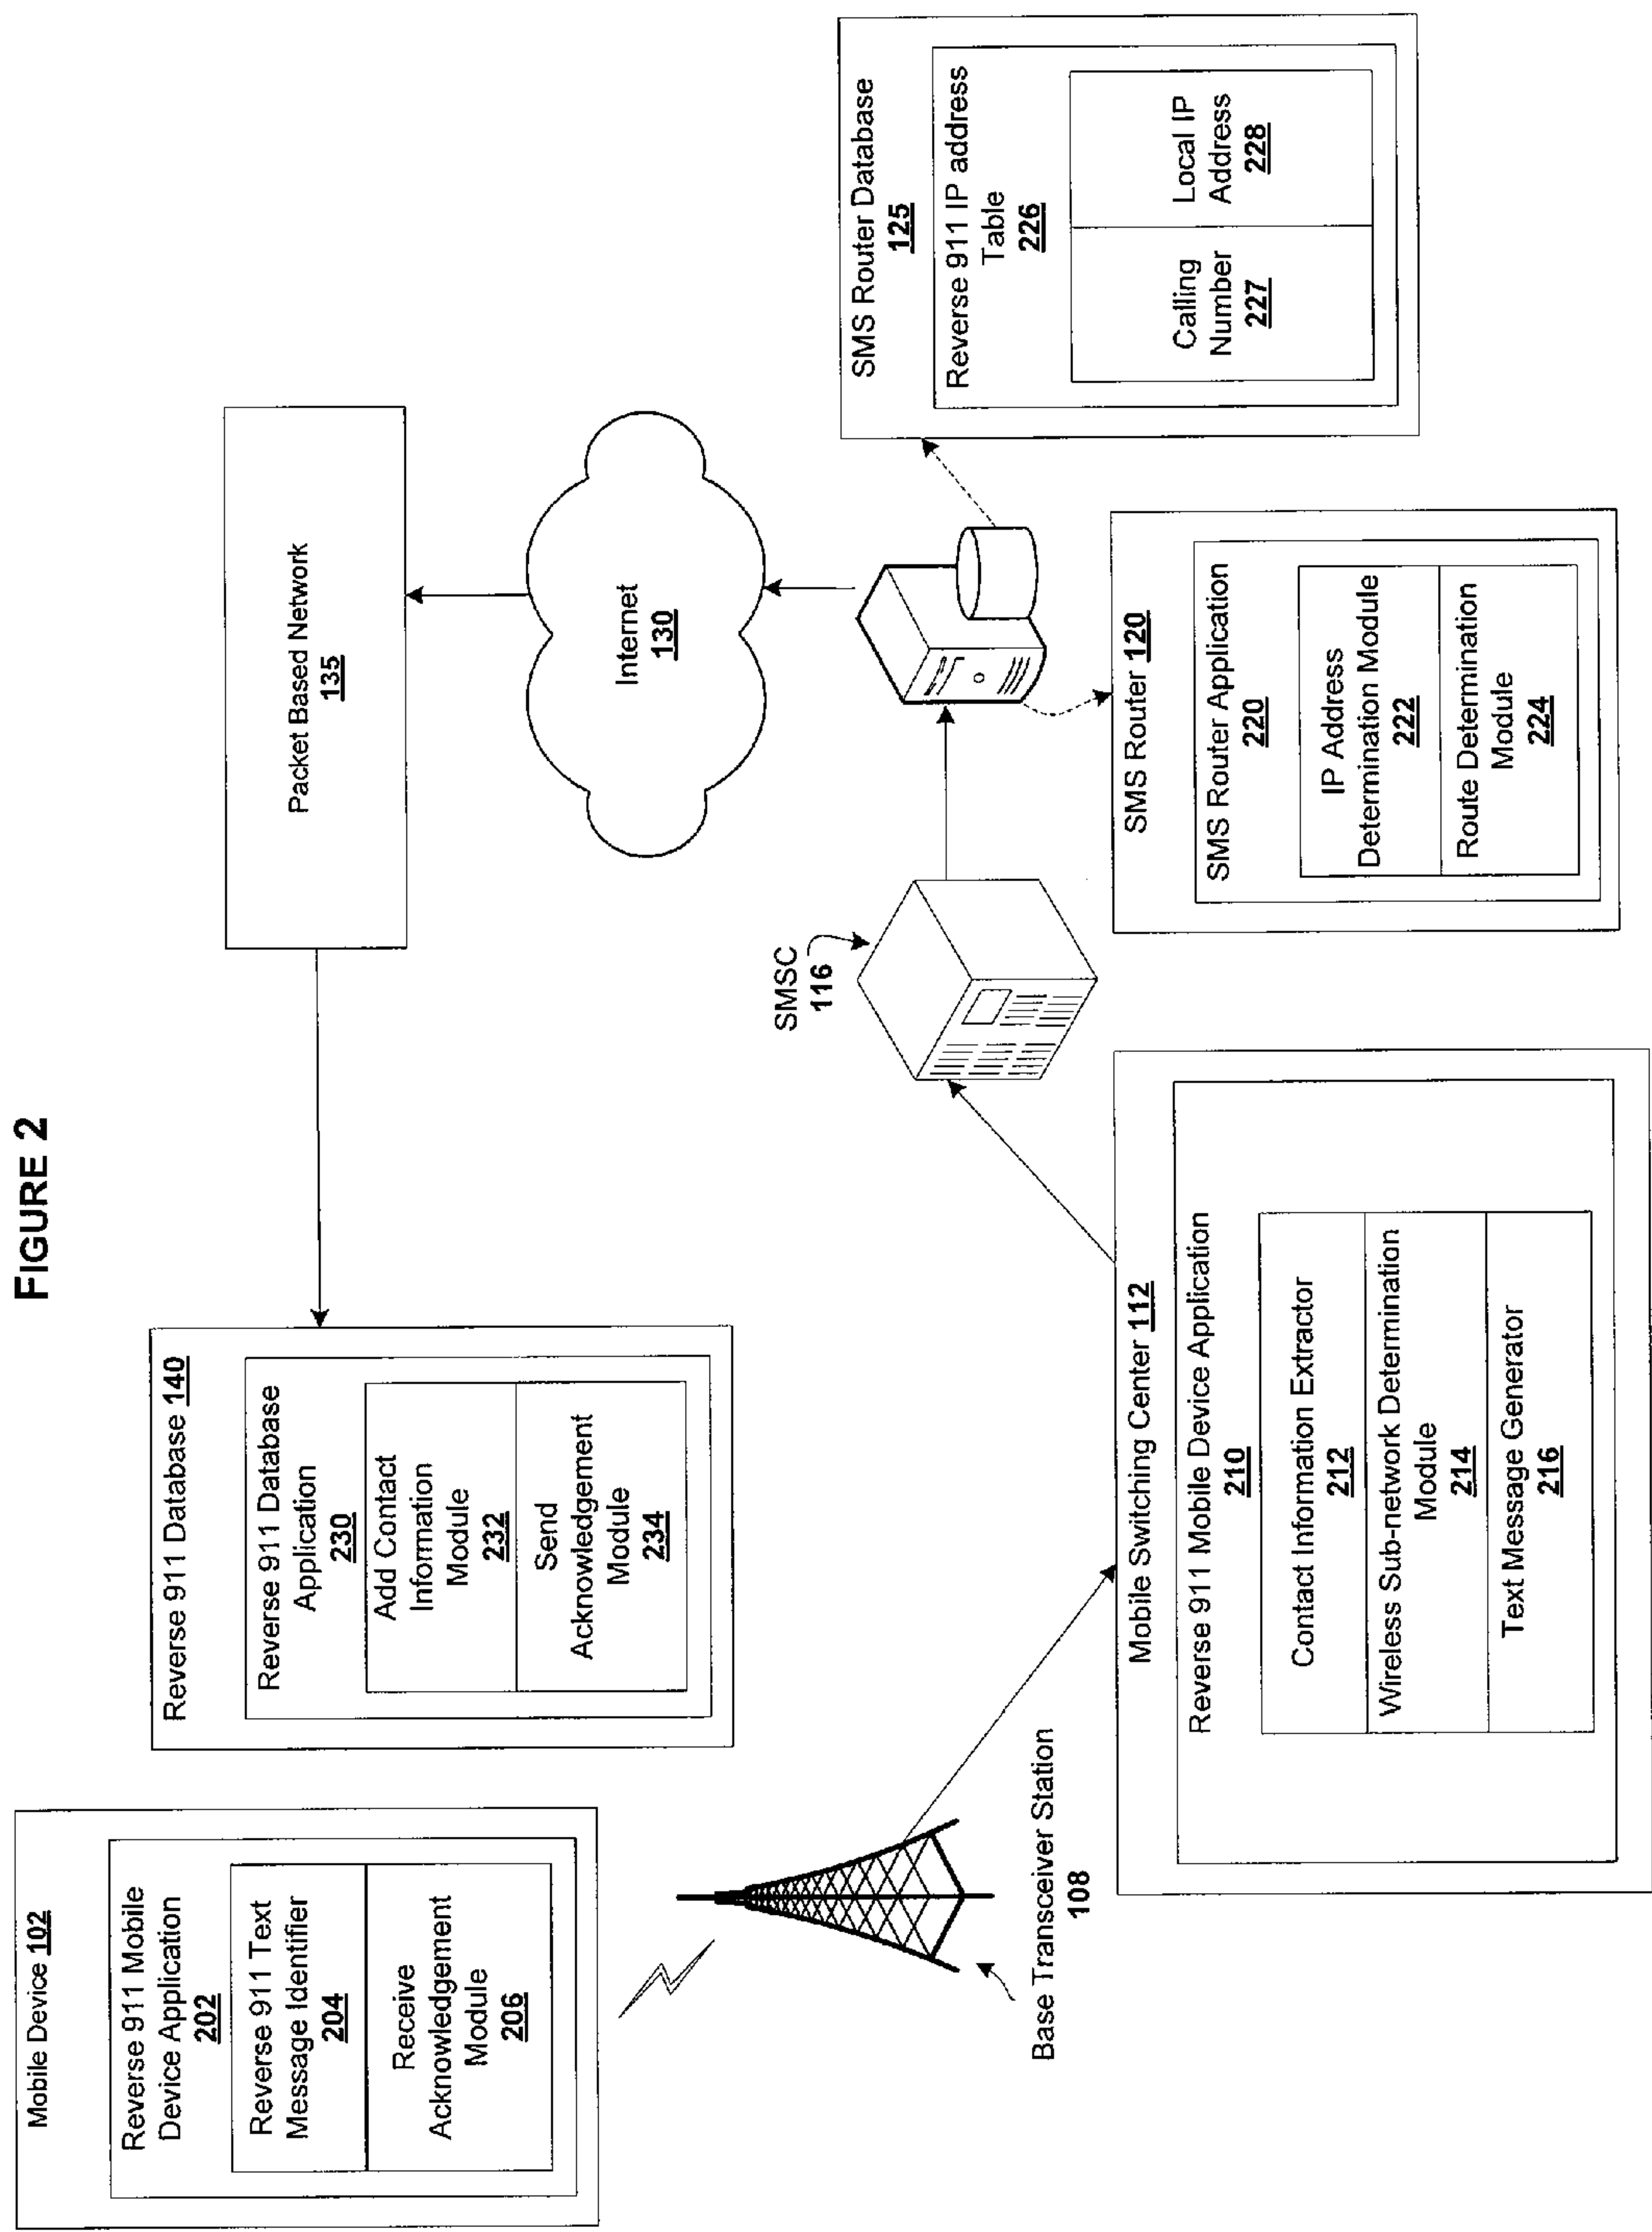 FIGURE 2
Mobile Device 102
Reverse 911 Mobile
Device Application
202
Reverse 911 Text
Message Identifier
204
Receive
Acknowledgement
Module
206
Reverse 911 Database 140
Reverse 911 Database
Application
230
Add Contact
Information
Module
232
Send
Acknowledgement
Module
234
Packet Based Network
135
Internet
130
Base Transceiver Station
108
Mobile Switching Center 112
Reverse 911 Mobile Device Application
210
Contact Information Extractor
212
Wireless Sub-network Determination
Module
214
Text Message Generator
216
SMSC
116
SMS Router 120
SMS Router Application
220
IP Address
Determination Module
222
Route Determination
Module
224
SMS Router Database
125
Reverse 911 IP address
Table
226
Calling
Number
227
Local IP
Address
228